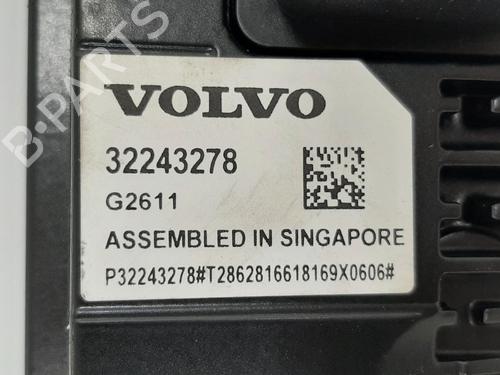 VOLVO
32243278
G2611
ASSEMBLED IN SINGAPORE
P32243278#T2862816618169X0606#
B-PARTS